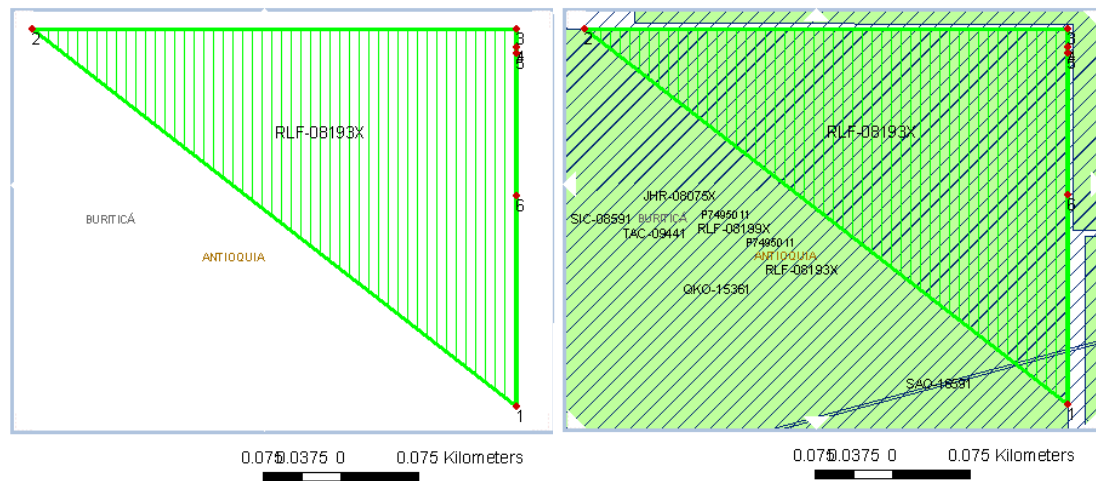 2
3
4
5
RLF-08193X
6
BURITICÁ
ANTIOQUIA
1
0.075 0.0375 0 0.075 Kilometers
2
3
5
RLF-08193X
JHR-08075X
6
SIC-08591 BURITICÁ P7495011
TAC-09441 RLF-08199X
P7495011
ANTIOQUIA
RLF-08193X
QKO-15361
SAO-16591
1
0.075 0.0375 0 0.075 Kilometers